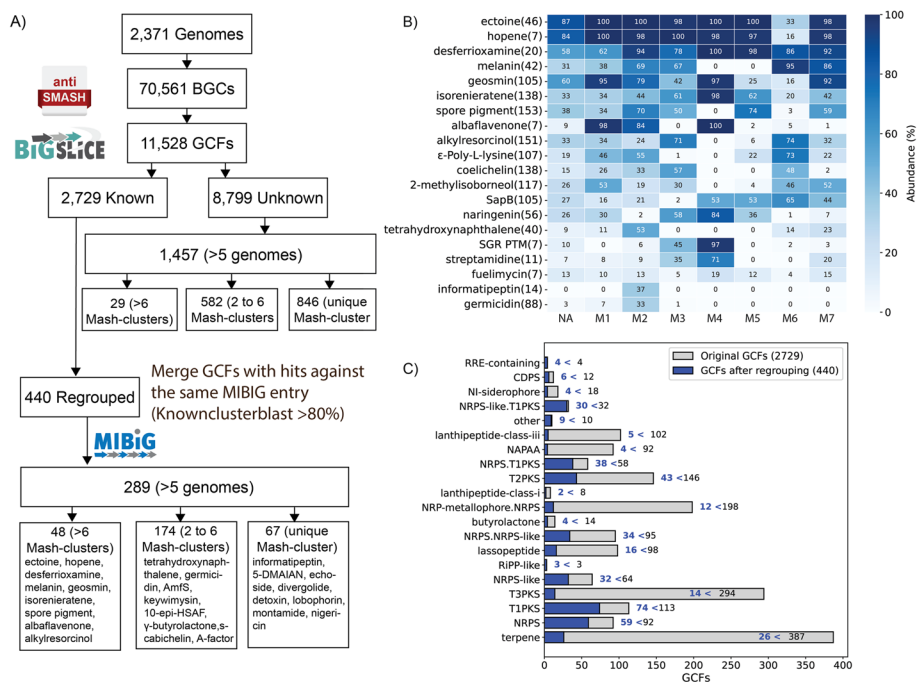 A)
2,371 Genomes
anti
SMASH
70,561 BGCs
BiG SLICE
11,528 GCFs
2,729 Known
8,799 Unknown
1,457 (>5 genomes)
29 (>6
Mash-clusters)
582 (2 to 6
Mash-clusters)
846 (unique
Mash-cluster
440 Regrouped
Merge GCFs with hits against
the same MIBIG entry
(Knownclusterblast >80%)
MIBiG
289 (>5 genomes)
48 (>6
Mash-clusters)
ectoine, hopene,
desferrioxamine,
melanin, geosmin,
isorenieratene,
spore pigment,
albaflavenone,
alkylresorcinol
174 (2 to 6
Mash-clusters)
tetrahydroxynaph-
thalene, germici-
din, AmfS,
keywimysin,
10-epi-HSAF,
γ-butyrolactone,s-
cabichelin, A-factor
67 (unique
Mash-cluster)
informatipeptin,
5-DMAIAN, echo-
side, divergolide,
detoxin, lobophorin,
montamide, nigeri-
cin
B)
ectoine(46) 87 100 100 98 100 100 33 98
hopene(7) 84 100 98 100 98 97 16 98
desferrioxamine(20) 58 62 94 78 100 98 86 92
melanin(42) 31 38 69 67 0 0 95 86
geosmin(105) 60 95 79 42 97 25 16 92
isorenieratene(138) 33 34 44 61 98 62 20 42
spore pigment(153) 38 34 70 50 0 74 3 59
albaflavenone(7) 9 98 84 0 100 2 5 1
alkylresorcinol(151) 33 34 24 71 0 6 74 32
ε-Poly-L-lysine(107) 19 46 55 1 0 22 73 22
coelichelin(138) 15 26 33 57 0 0 48 2
2-methylisoborneol(117) 26 53 19 30 0 4 46 52
SapB(105) 27 16 21 2 53 53 65 44
naringenin(56) 26 30 2 58 84 36 1 7
tetrahydroxynaphthalene(40) 9 11 53 0 0 0 0 0
SGR PTM(7) 10 0 6 45 97 0 2 3
streptamidine(11) 7 8 9 35 71 0 0 20
fuelimycin(7) 13 10 13 5 19 12 4 15
informatipeptin(14) 0 0 37 0 0 0 0 0
germicidin(88) 3 7 33 1 0 0 0 0
NA M1 M2 M3 M4 M5 M6 M7
100
80
60
40
20
0
Abundance (%)
C)
Original GCFs (2729)
GCFs after regrouping (440)
RRE-containing 4 < 4
CDPS 6 < 12
NI-siderophore 4 < 18
NRPS-like.T1PKS 30 <32
other 9 < 10
lanthipeptide-class-iii 5 < 102
NAPAA 4 < 92
NRPS.T1PKS 38 <58
T2PKS 43 <146
lanthipeptide-class-i 2 < 8
NRP-metallophore.NRPS 12 <198
butyrolactone 4 < 14
NRPS.NRPS-like 34 <95
lassopeptide 16 <98
RiPP-like 3 < 3
NRPS-like 32 <64
T3PKS 14 < 294
T1PKS 74 <113
NRPS 59 <92
terpene 26 < 387
0 50 100 150 200 250 300 350 400
GCFs